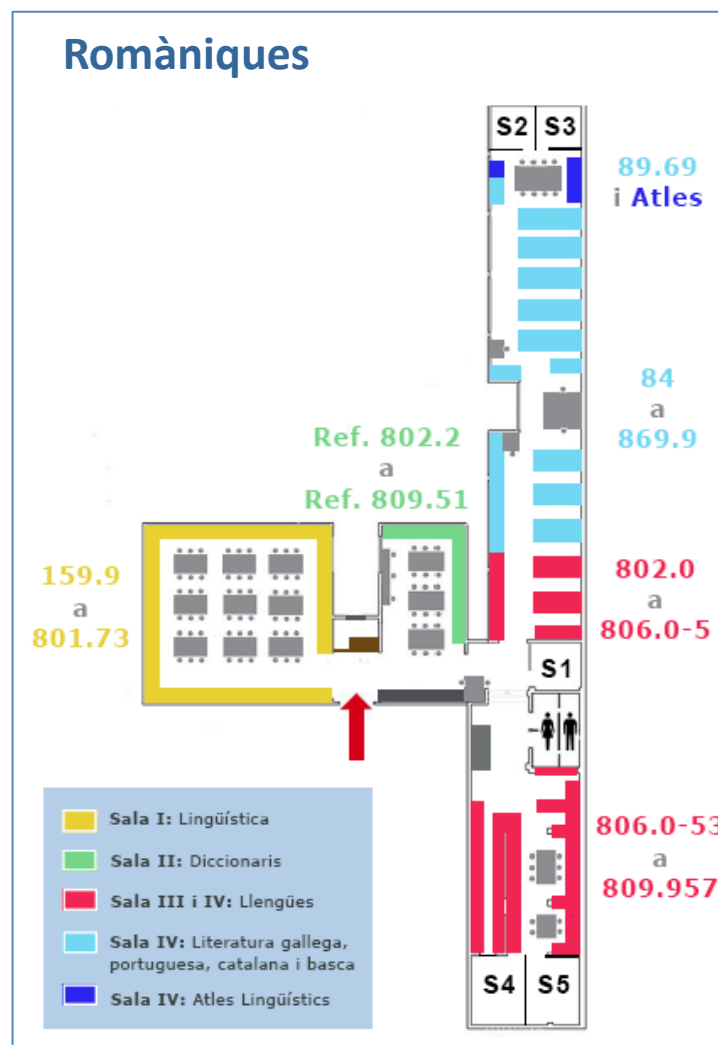 Romàniques
S2 S3
89.69
i Atles
84
a
869.9
Ref. 802.2
a
Ref. 809.51
159.9
a
801.73
802.0
a
806.0-5
S1
806.0-53
a
809.957
S4 S5
Sala I: Lingüística
Sala II: Diccionaris
Sala III i IV: Llengües
Sala IV: Literatura gallega,
portuguesa, catalana i basca
Sala IV: Atles Lingüístics